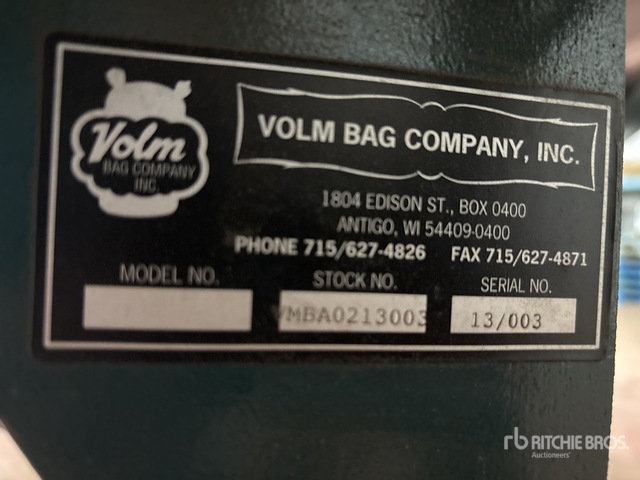 Volm
BAG COMPANY
INC.
VOLM BAG COMPANY, INC.
1804 EDISON ST., BOX 0400
ANTIGO, WI 54409-0400
PHONE 715/627-4826 FAX 715/627-4871
MODEL NO. STOCK NO. SERIAL NO.
VMBA0213003 13/003
rb RITCHIE BROS.
Auctioneers